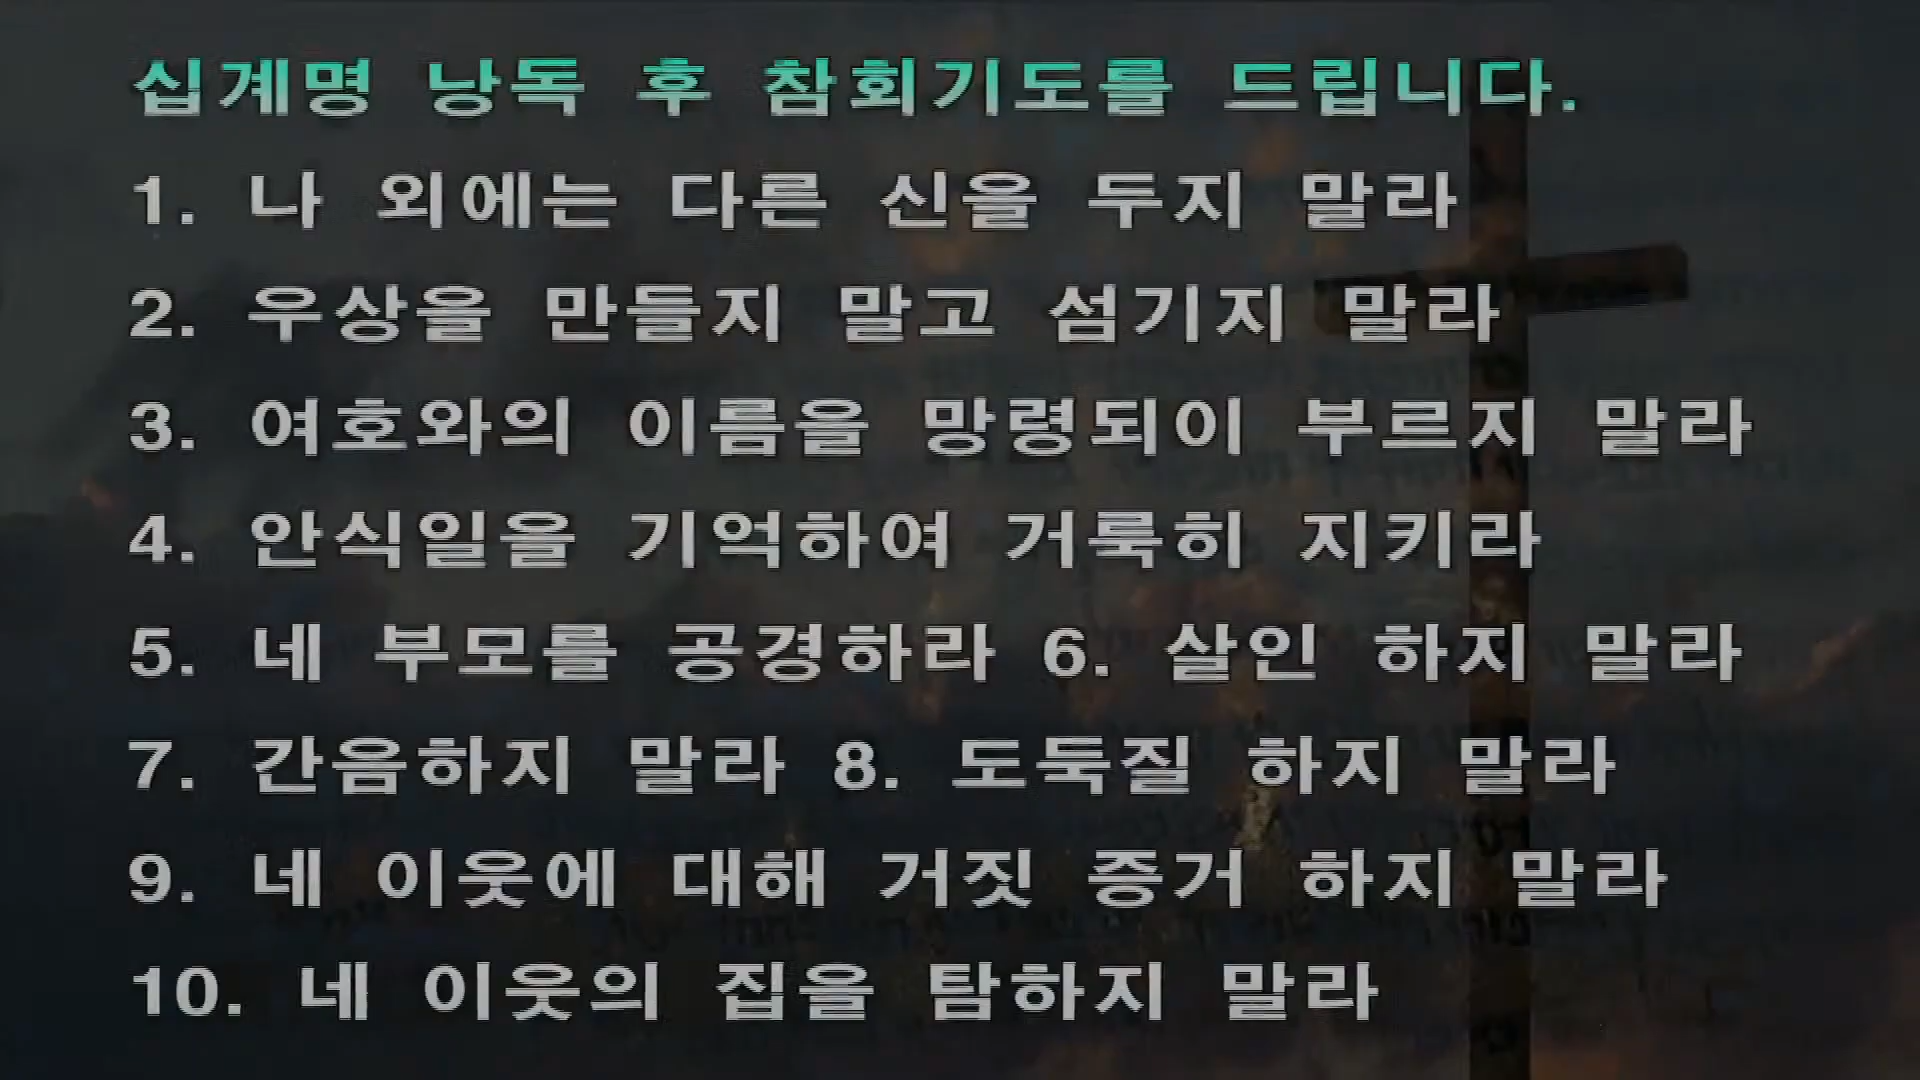 십계명 낭독 후 참회기도를 드립니다.
1. 나 외에는 다른 신을 두지 말라
2. 우상을 만들지 말고 섬기지 말라
3. 여호와의 이름을 망령되이 부르지 말라
4. 안식일을 기억하여 거룩히 지키라
5. 네 부모를 공경하라 6. 살인 하지 말라
7. 간음하지 말라 8. 도둑질 하지 말라
9. 네 이웃에 대해 거짓 증거 하지 말라
10. 네 이웃의 집을 탐하지 말라